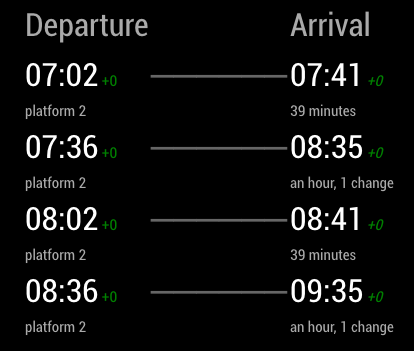 Departure Arrival
07:02 +0 07:41 +0
platform 2 39 minutes
07:36 +0 08:35 +0
platform 2 an hour, 1 change
08:02 +0 08:41 +0
platform 2 39 minutes
08:36 +0 09:35 +0
platform 2 an hour, 1 change